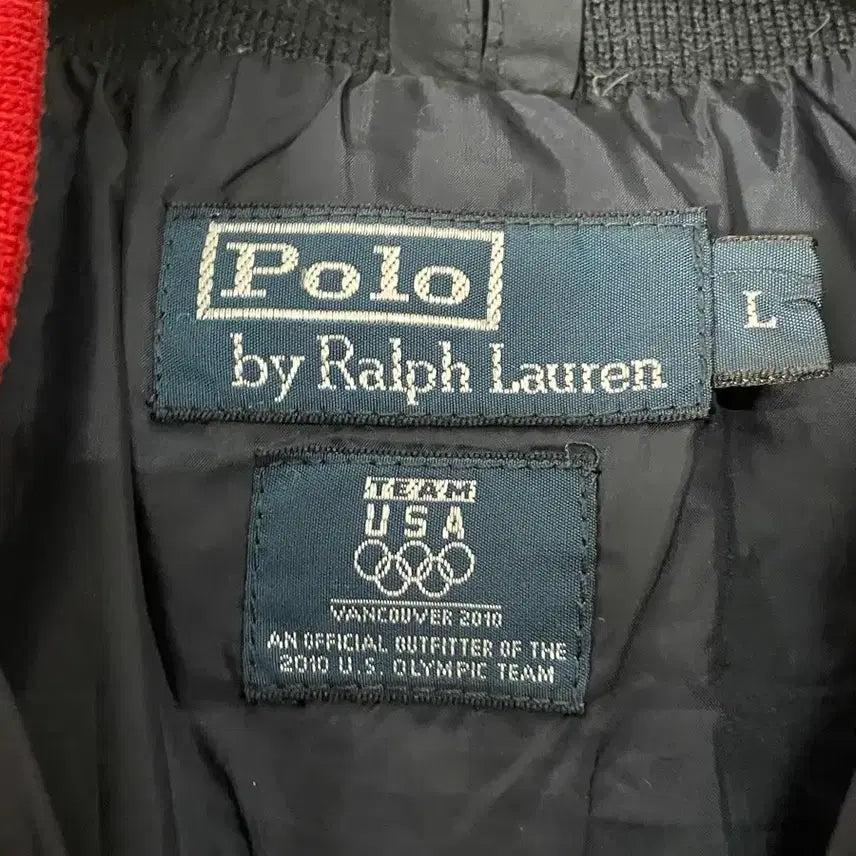 Polo
by Ralph Lauren
L
TEAM
USA
VANCOUVER 2010
AN OFFICIAL OUTFITTER OF THE
2010 U.S. OLYMPIC TEAM